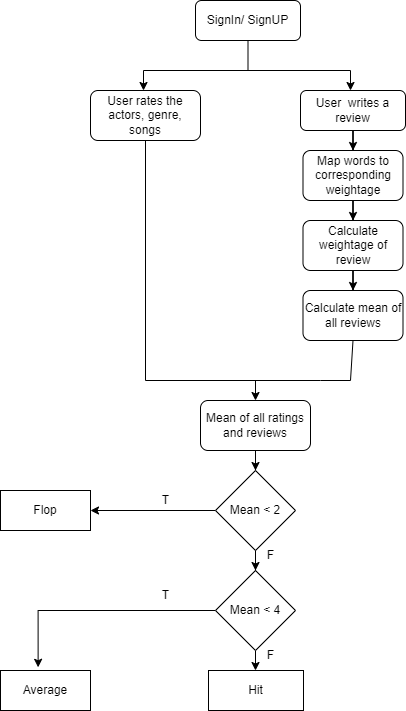 SignIn/ SignUP
User rates the
actors, genre,
songs
User writes a
review
Map words to
corresponding
weightage
Calculate
weightage of
review
Calculate mean of
all reviews
Mean of all ratings
and reviews
Mean < 2
T
Flop
F
Mean < 4
T
F
Average
Hit